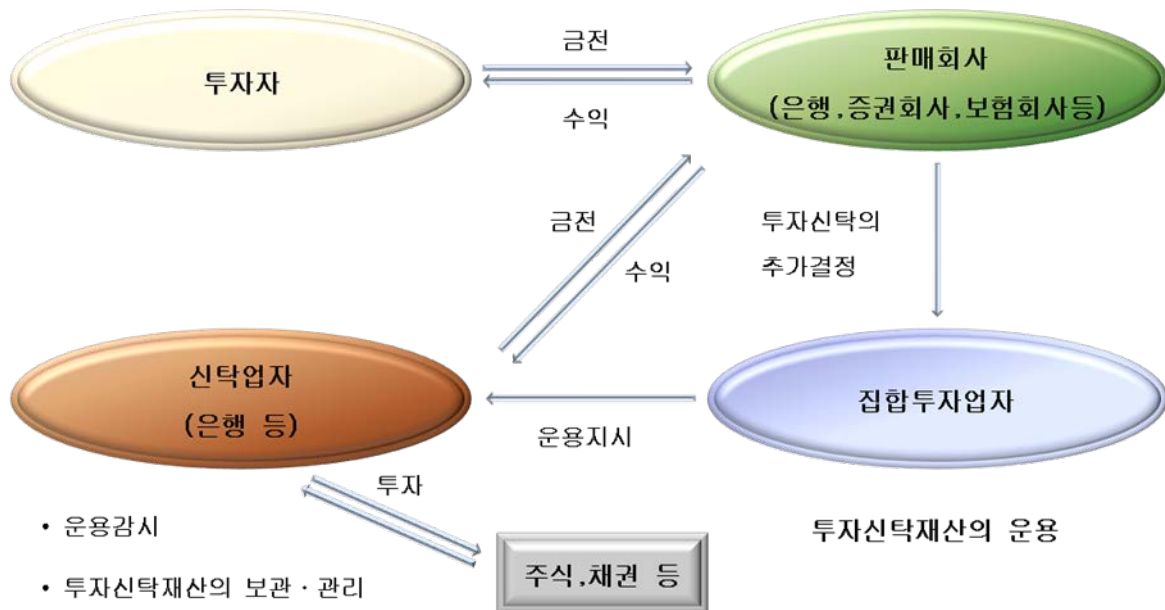 금전
투자자
판매회사
(은행,증권회사,보험회사등)
수익
금전
투자신탁의
수익
추가결정
신탁업자
(은행 등)
집합투자업자
운용지시
투자
• 운용감시
투자신탁재산의 운용
주식,채권 등
• 투자신탁재산의 보관·관리